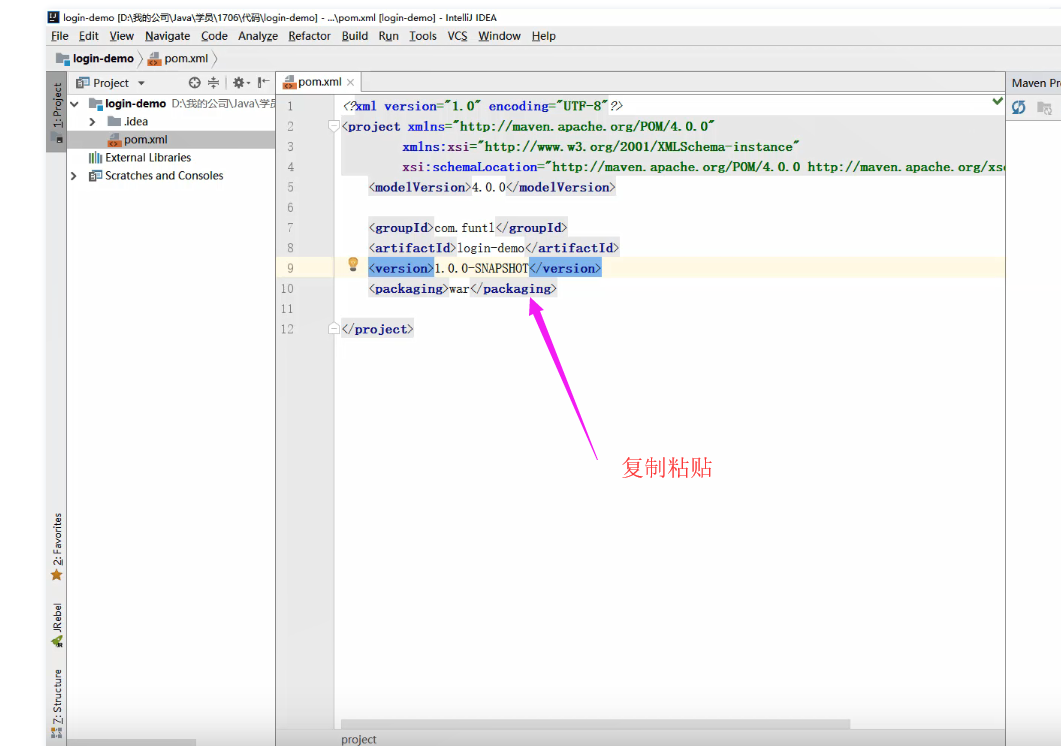 login-demo [D:\我的公司\Java\学员\1706\代码\login-demo] - ...\pom.xml [login-demo] - IntelliJ IDEA
File Edit View Navigate Code Analyze Refactor Build Run Tools VCS Window Help
login-demo pom.xml
1: Project
Project
pom.xml
Maven Pro
login-demo D:\我的公司\Java\学员
.idea
pom.xml
External Libraries
Scratches and Consoles
1 <?xml version="1.0" encoding="UTF-8"?>
2 <project xmlns="http://maven.apache.org/POM/4.0.0"
3 xmlns:xsi="http://www.w3.org/2001/XMLSchema-instance"
4 xsi:schemaLocation="http://maven.apache.org/POM/4.0.0 http://maven.apache.org/xsd
5 <modelVersion>4.0.0</modelVersion>
6
7 <groupId>com.funtl</groupId>
8 <artifactId>login-demo</artifactId>
9 <version>1.0.0-SNAPSHOT</version>
10 <packaging>war</packaging>
11
12 </project>
复制粘贴
2: Favorites
JRebel
7: Structure
project